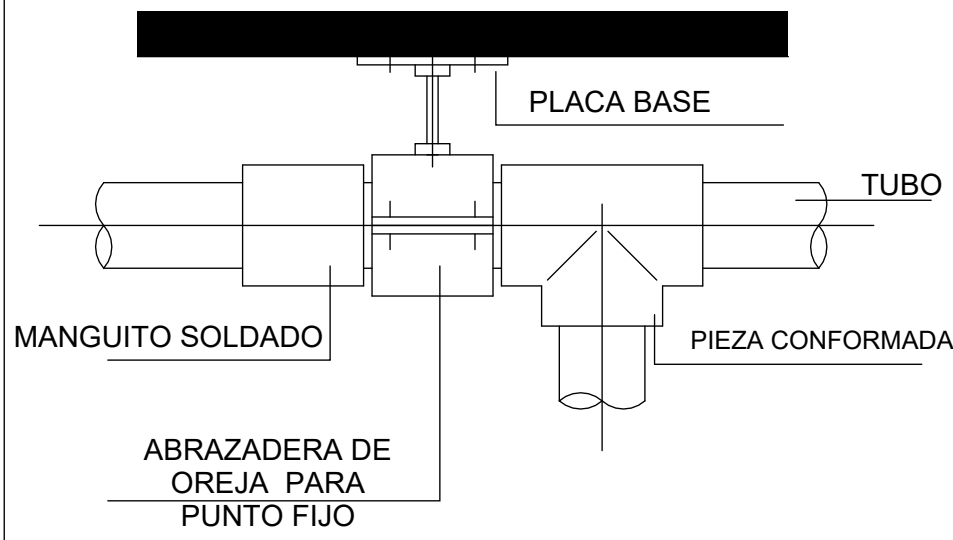 PLACA BASE
TUBO
MANGUITO SOLDADO
PIEZA CONFORMADA
ABRAZADERA DE
OREJA PARA
PUNTO FIJO